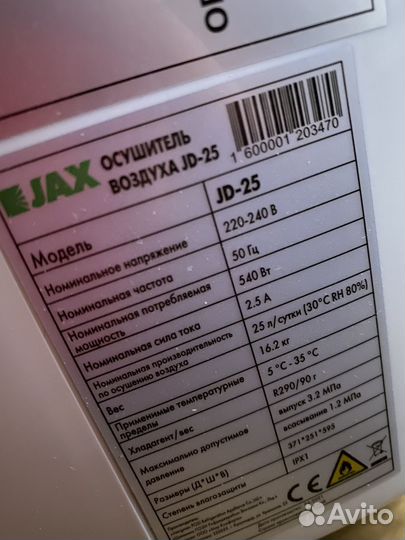 JAX
ОСУШИТЕЛЬ
ВОЗДУХА JD-25
1 600001 203470
Модель JD-25
Номинальное напряжение 220-240 В
Номинальная частота 50 Гц
Номинальная потребляемая мощность 540 Вт
Номинальная сила тока 2.5 А
Номинальная производительность по осушению воздуха 25 л/сутки (30°C RH 80%)
Вес 16.2 кг
Применимые температурные пределы 5 °C - 35 °C
Хладагент/вес R290/90 г
Максимально допустимое давление выпуск 3.2 МПа
всасывание 1.2 МПа
Размеры (Д*Ш*В) 371*251*595
Степень влагозащиты IPX1
CE
Avito